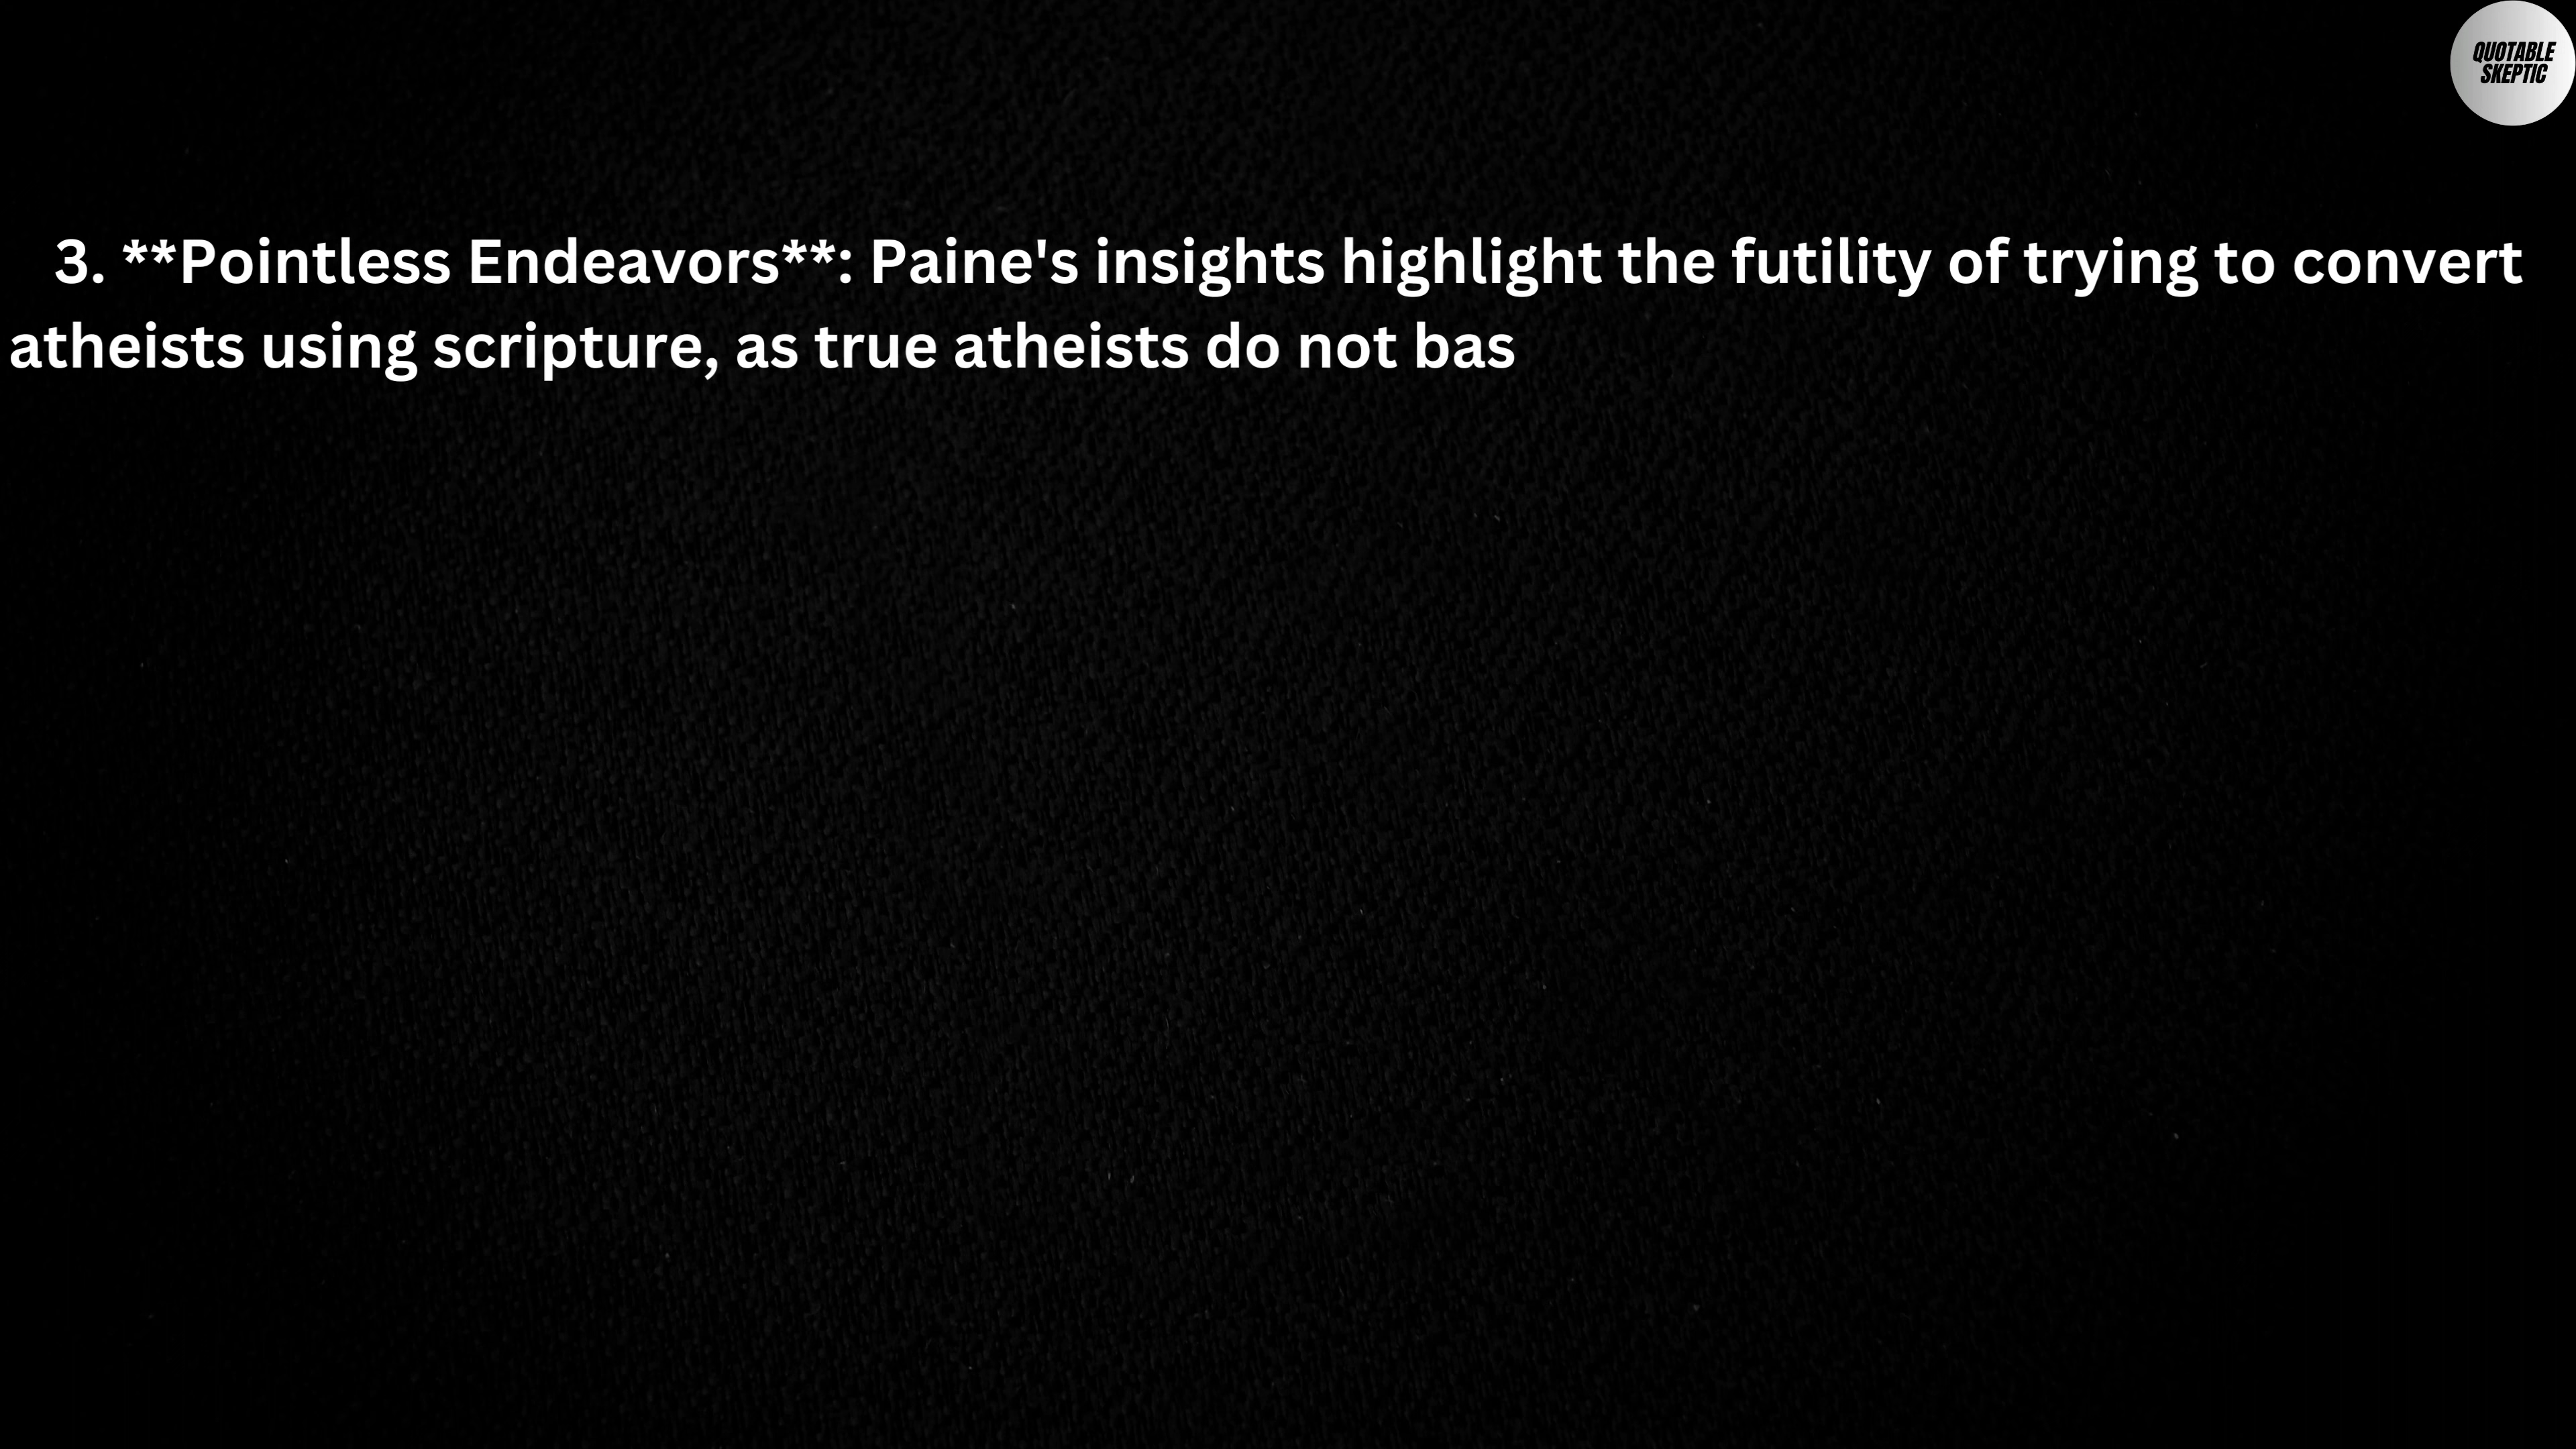 QUOTABLE
SKEPTIC
3. **Pointless Endeavors**: Paine's insights highlight the futility of trying to convert
atheists using scripture, as true atheists do not bas